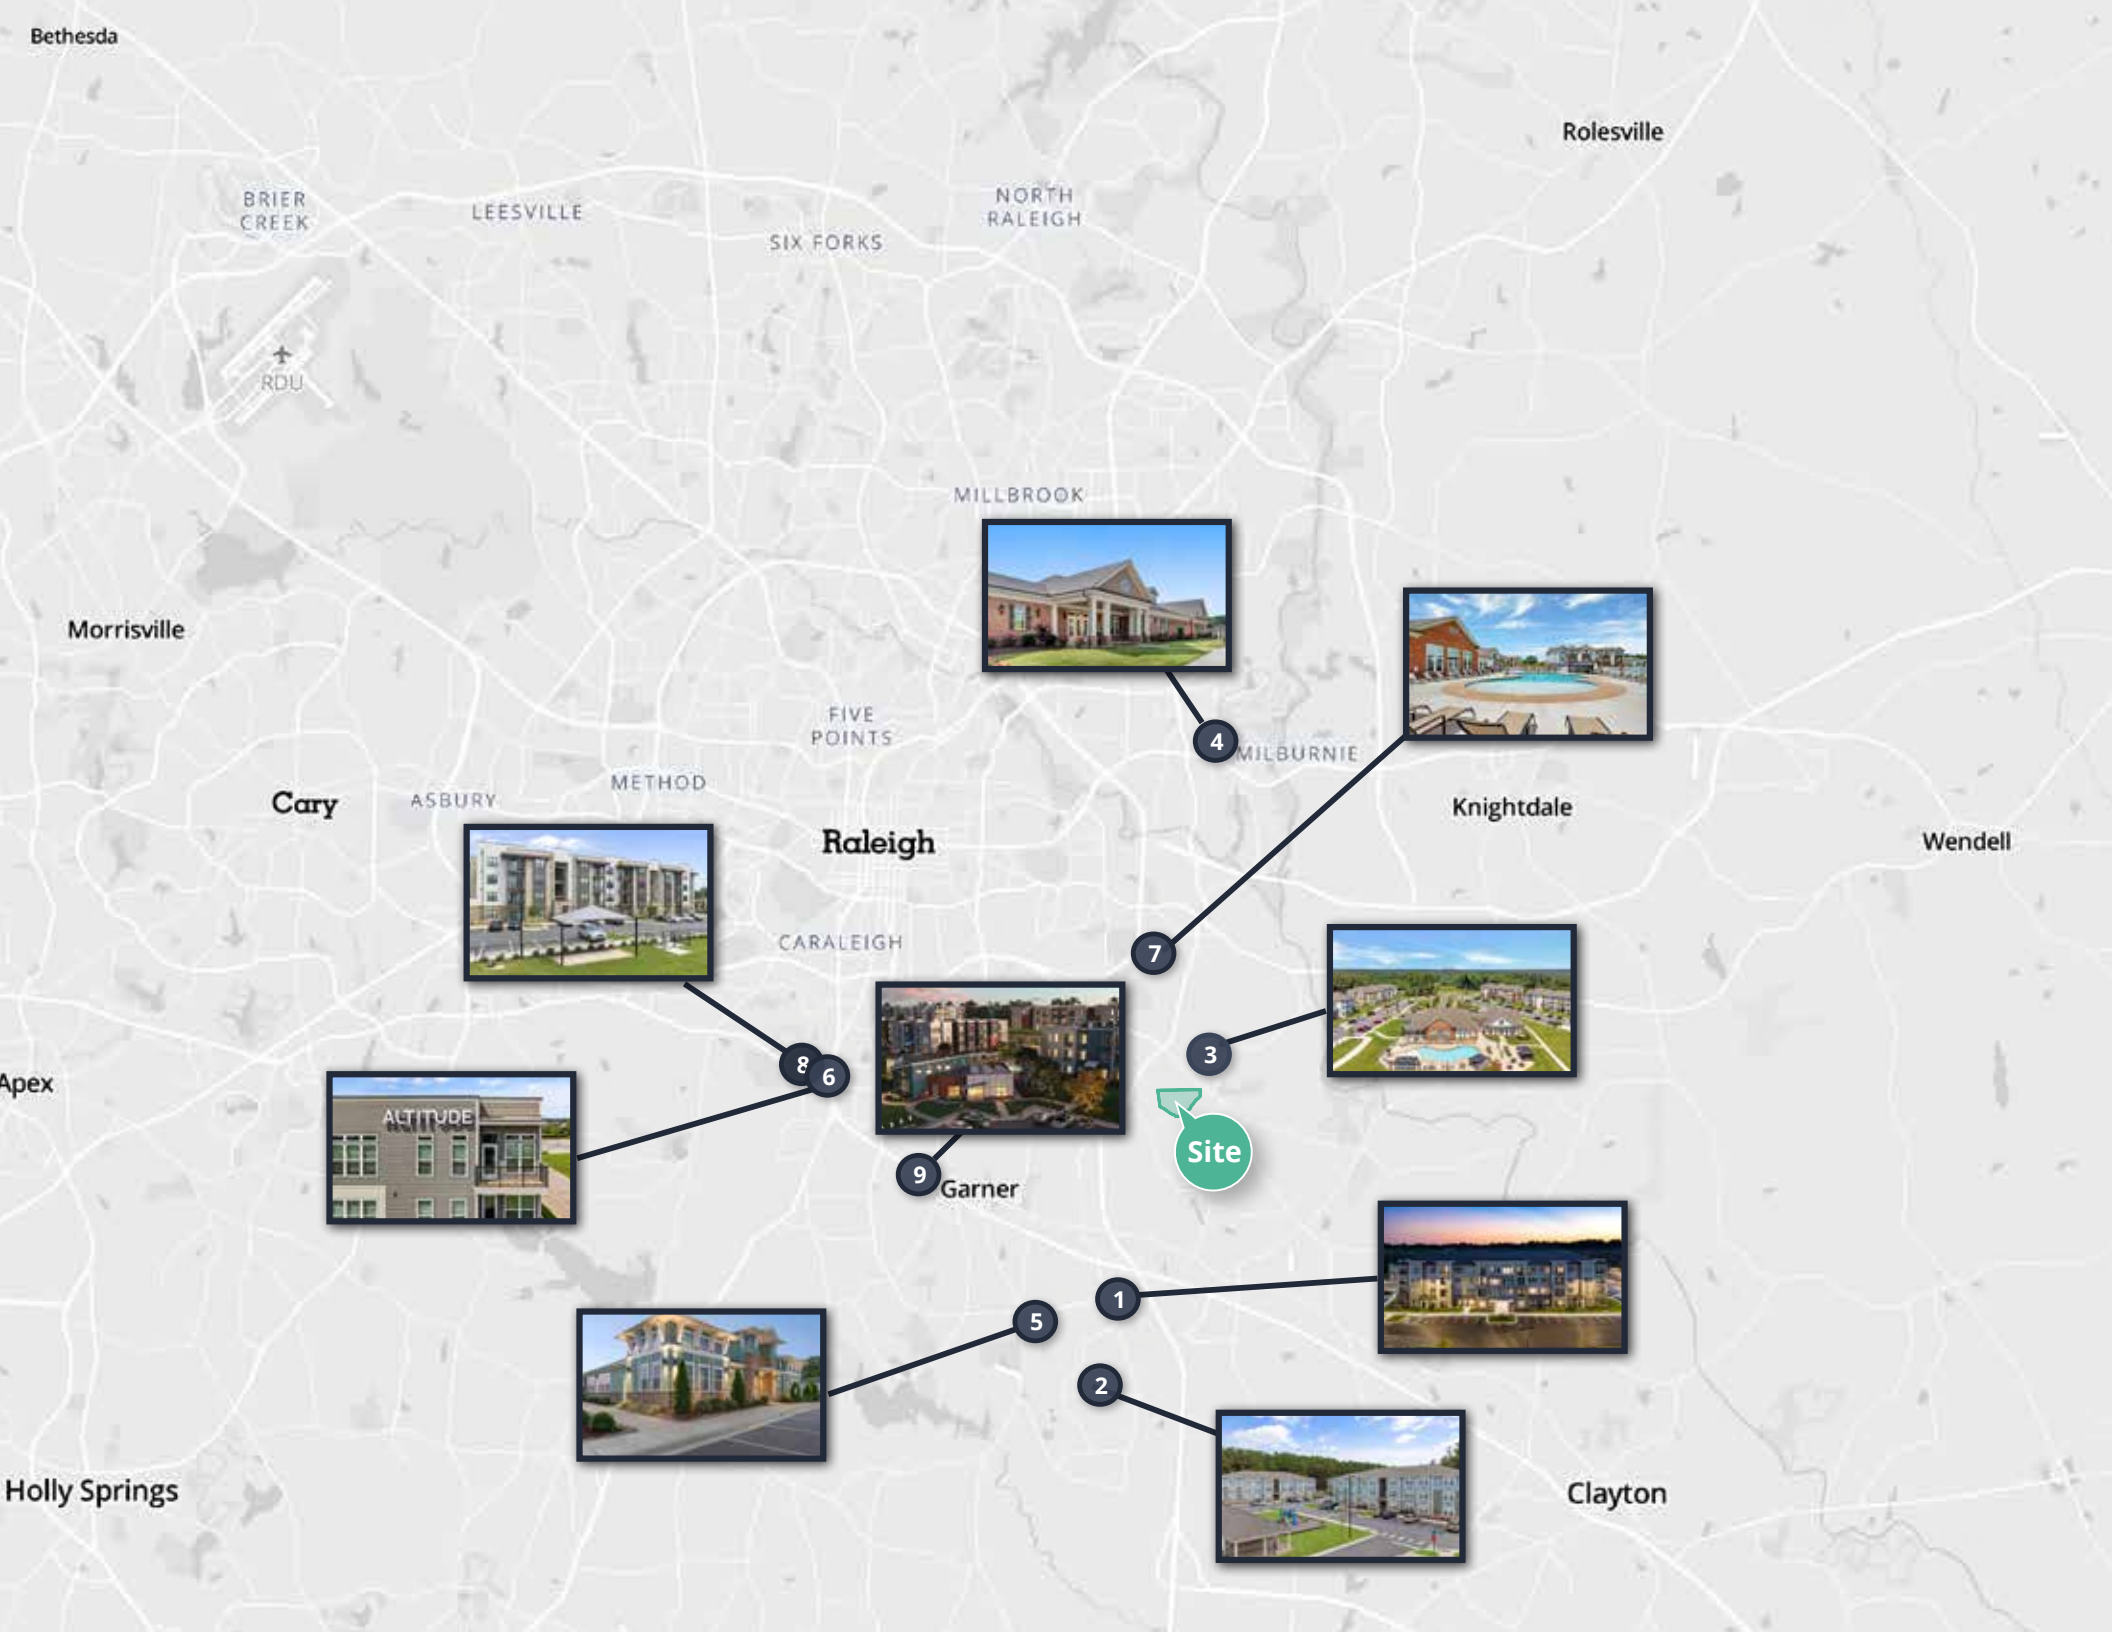 Bethesda
Rolesville
BRIER
CREEK
LEESVILLE
NORTH
RALEIGH
SIX FORKS
RDU
MILLBROOK
Morrisville
FIVE
POINTS
4
MILBURNIE
METHOD
ASBURY
Cary
Knightdale
Raleigh
Wendell
CARALEIGH
7
3
8
6
Apex
ALTITUDE
Site
9
Garner
1
5
2
Holly Springs
Clayton